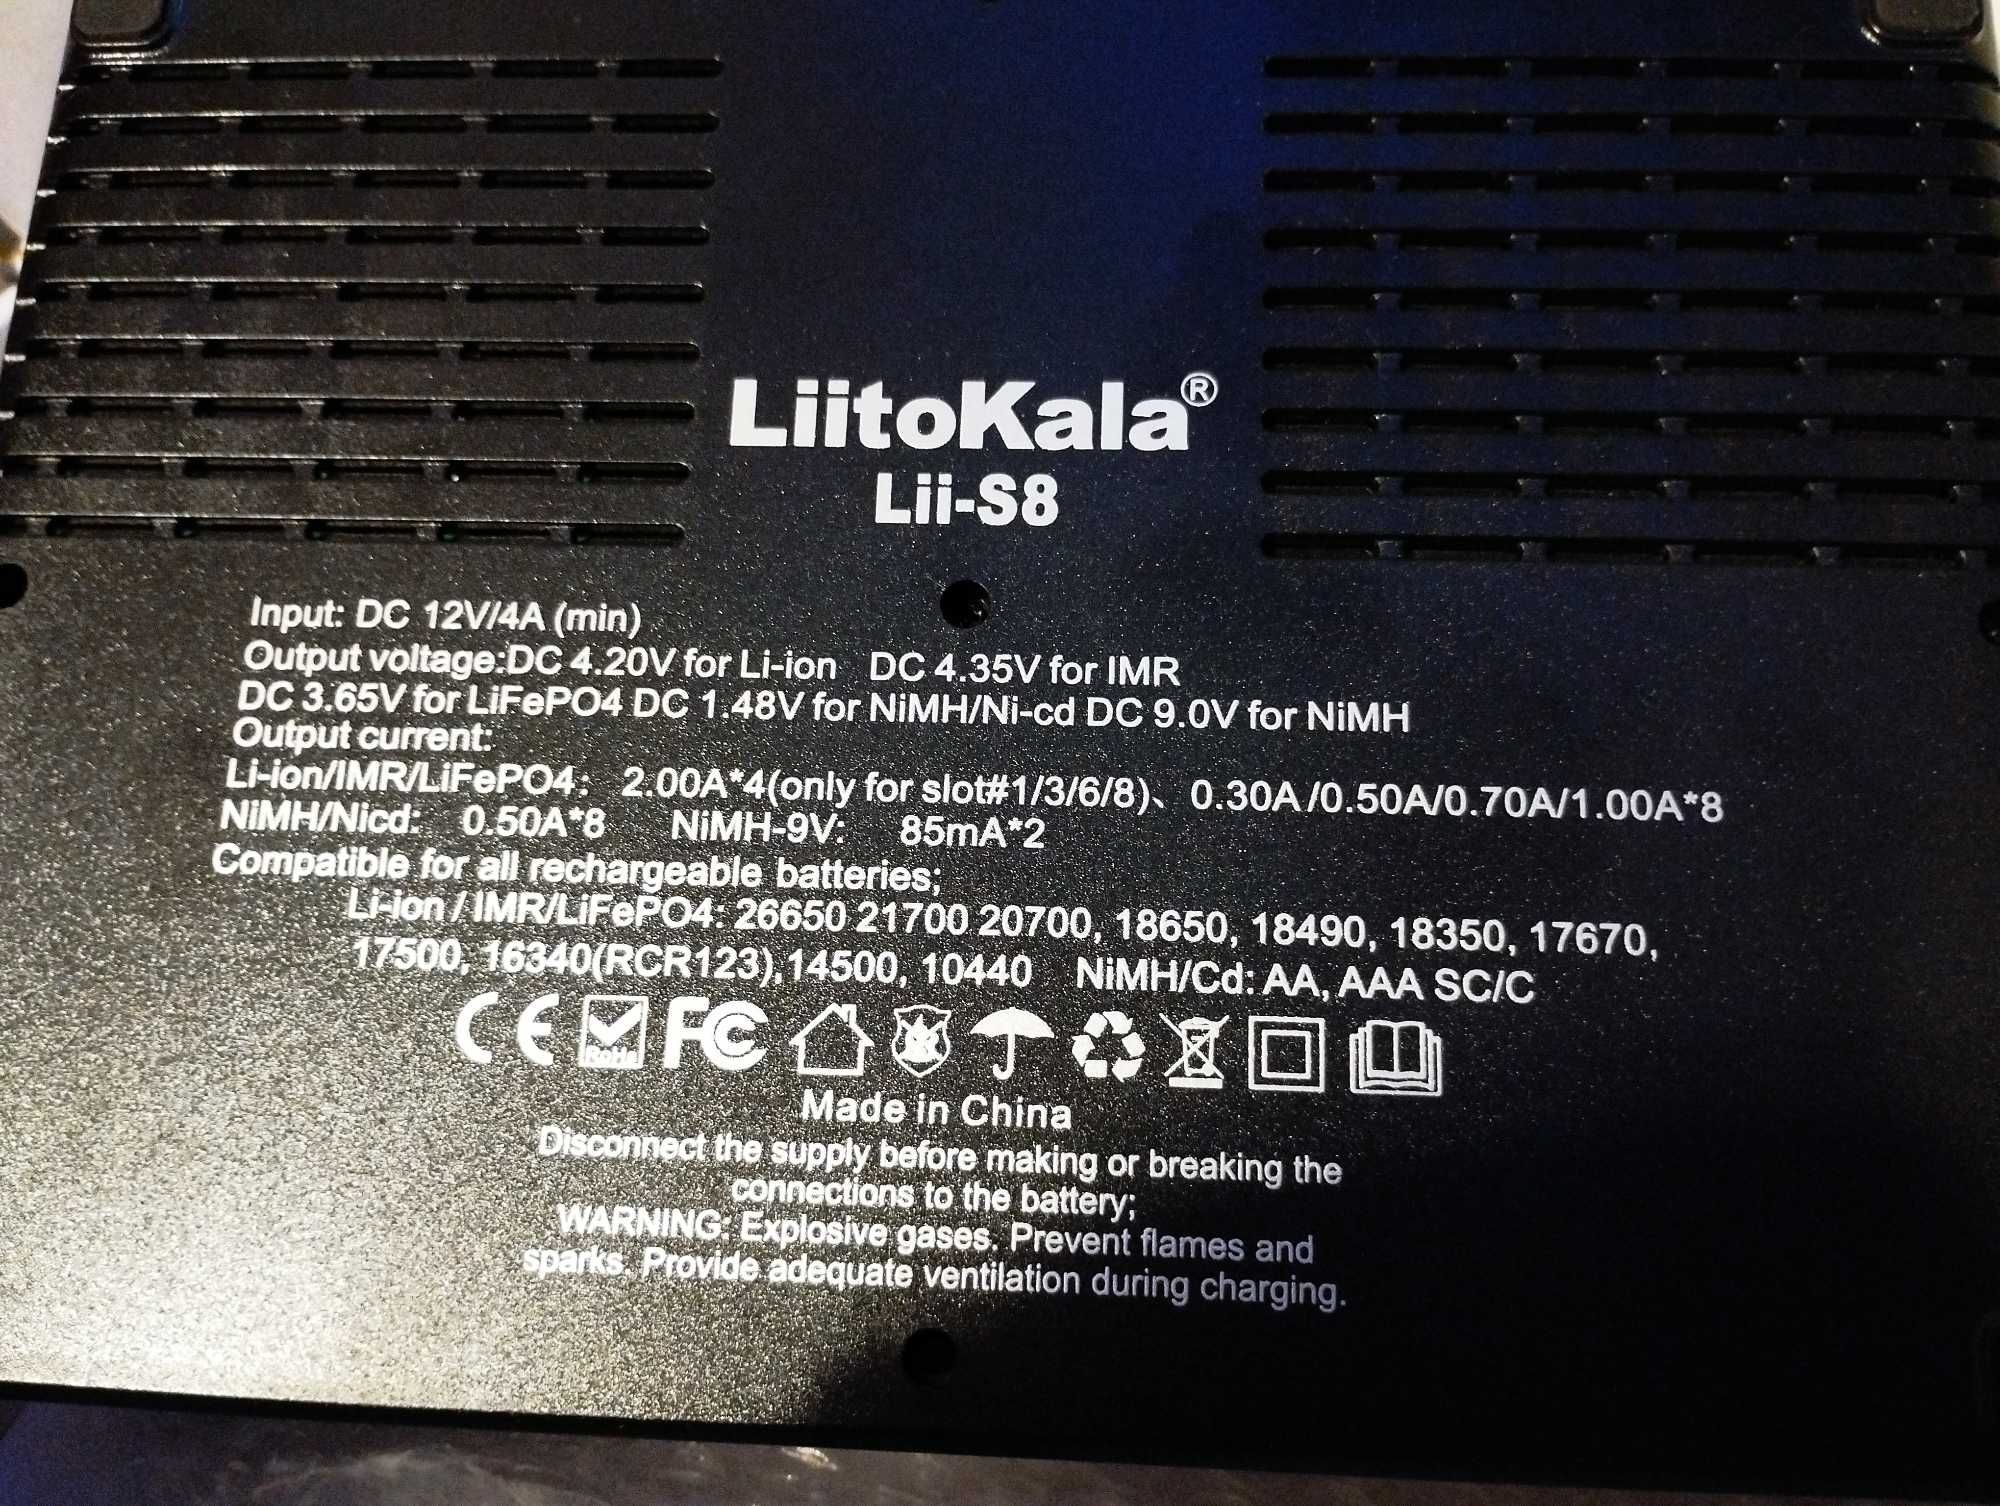 LiitoKala®
Lii-S8
Input: DC 12V/4A (min)
Output voltage:DC 4.20V for Li-ion DC 4.35V for IMR
DC 3.65V for LiFePO4 DC 1.48V for NiMH/Ni-cd DC 9.0V for NiMH
Output current:
Li-ion/IMR/LiFePO4: 2.00A*4(only for slot#1/3/6/8)、 0.30A/0.50A/0.70A/1.00A*8
NiMH/Nicd: 0.50A*8 NiMH-9V: 85mA*2
Compatible for all rechargeable batteries;
Li-ion / IMR/LiFePO4: 26650 21700 20700, 18650, 18490, 18350, 17670,
17500, 16340(RCR123),14500, 10440 NiMH/Cd: AA, AAA SC/C
CE RoHs FC
Made in China
Disconnect the supply before making or breaking the
connections to the battery;
WARNING: Explosive gases. Prevent flames and
sparks. Provide adequate ventilation during charging.